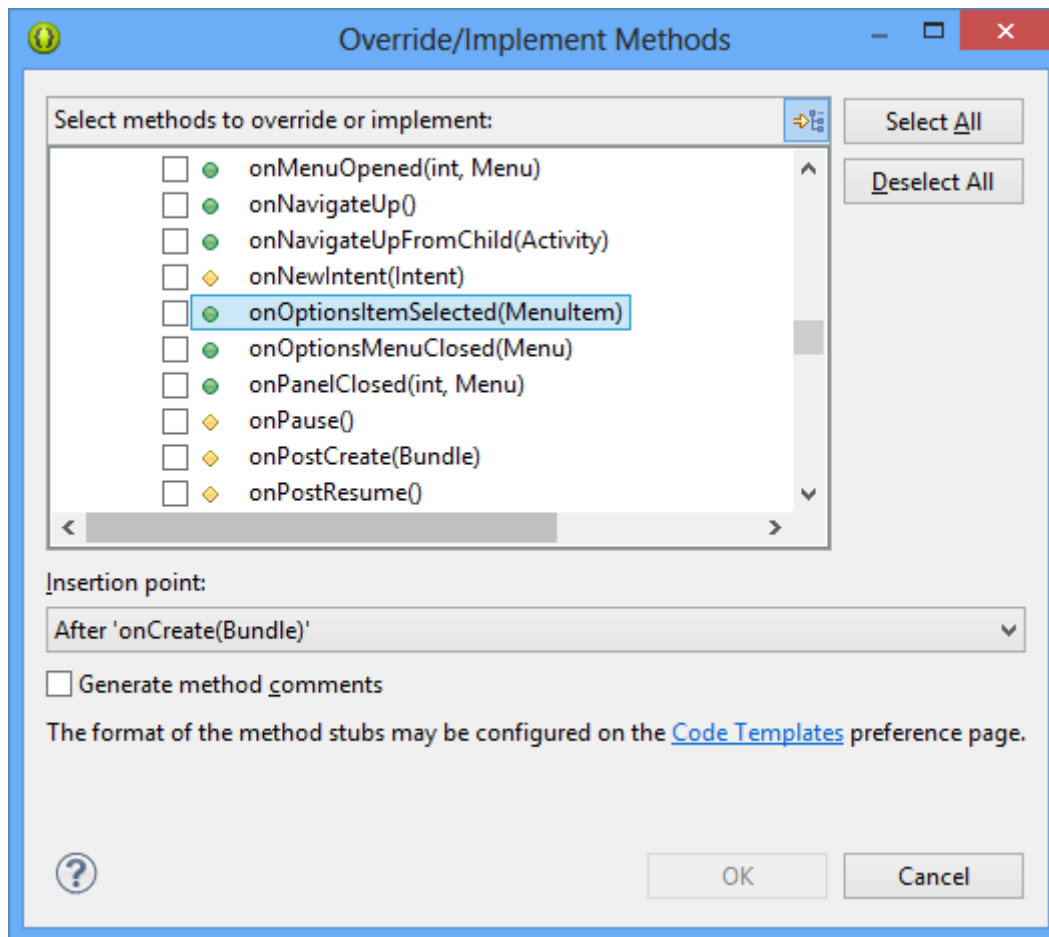 Override/Implement Methods
Select methods to override or implement:
Select All
Deselect All
onMenuOpened(int, Menu)
onNavigateUp()
onNavigateUpFromChild(Activity)
onNewIntent(Intent)
onOptionsItemSelected(MenuItem)
onOptionsMenuClosed(Menu)
onPanelClosed(int, Menu)
onPause()
onPostCreate(Bundle)
onPostResume()
Insertion point:
After 'onCreate(Bundle)'
Generate method comments
The format of the method stubs may be configured on the Code Templates preference page.
OK
Cancel